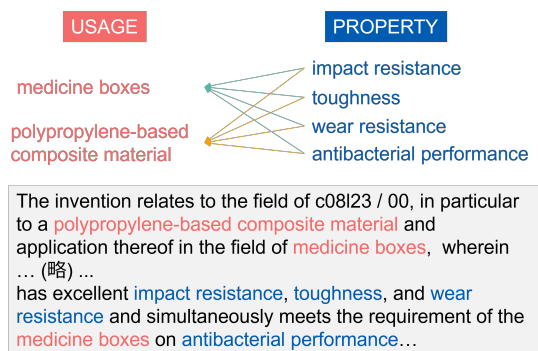 USAGE
PROPERTY
medicine boxes
polypropylene-based
composite material
impact resistance
toughness
wear resistance
antibacterial performance
The invention relates to the field of c08l23 / 00, in particular
to a polypropylene-based composite material and
application thereof in the field of medicine boxes,  wherein
… (略) ...
has excellent impact resistance, toughness, and wear
resistance and simultaneously meets the requirement of the
medicine boxes on antibacterial performance…